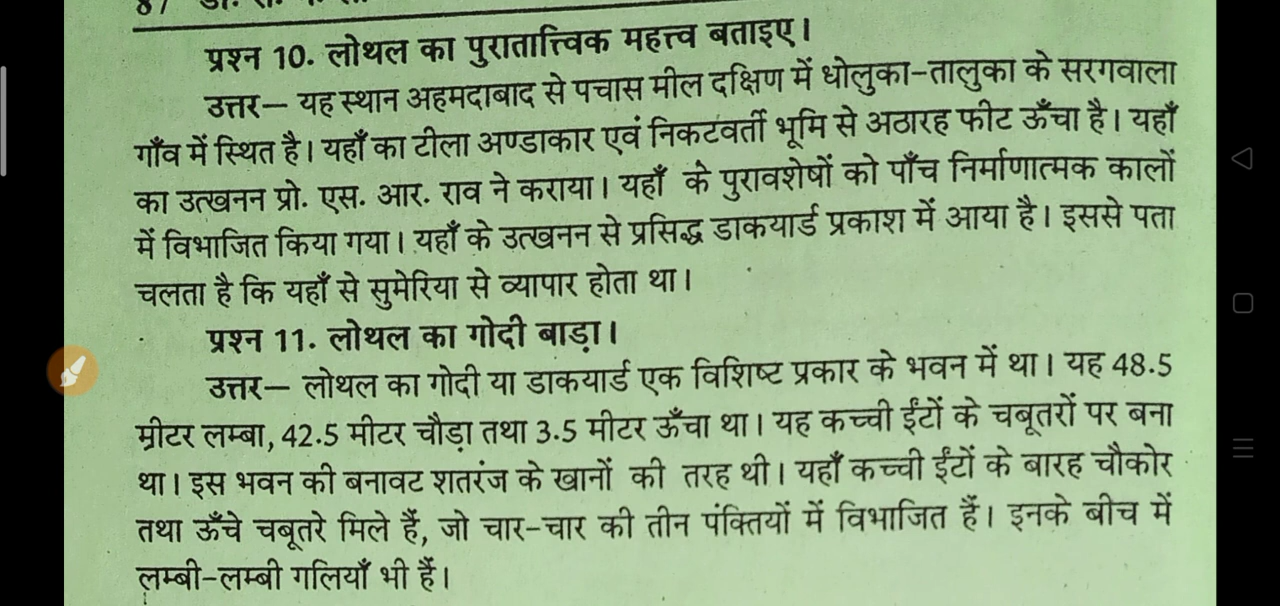 प्रश्न 10. लोथल का पुरातात्त्विक महत्त्व बताइए।
उत्तर— यह स्थान अहमदाबाद से पचास मील दक्षिण में धोलुका-तालुका के सरगवाला
गाँव में स्थित है। यहाँ का टीला अण्डाकार एवं निकटवर्ती भूमि से अठारह फीट ऊँचा है। यहाँ
का उत्खनन प्रो. एस. आर. राव ने कराया। यहाँ के पुरावशेषों को पाँच निर्माणात्मक कालों
में विभाजित किया गया। यहाँ के उत्खनन से प्रसिद्ध डाकयार्ड प्रकाश में आया है। इससे पता
चलता है कि यहाँ से सुमेरिया से व्यापार होता था।
प्रश्न 11. लोथल का गोदी बाड़ा।
उत्तर— लोथल का गोदी या डाकयार्ड एक विशिष्ट प्रकार के भवन में था। यह 48.5
मीटर लम्बा, 42.5 मीटर चौड़ा तथा 3.5 मीटर ऊँचा था। यह कच्ची ईंटों के चबूतरों पर बना
था। इस भवन की बनावट शतरंज के खानों की तरह थी। यहाँ कच्ची ईंटों के बारह चौकोर
तथा ऊँचे चबूतरे मिले हैं, जो चार-चार की तीन पंक्तियों में विभाजित हैं। इनके बीच में
लम्बी-लम्बी गलियाँ भी हैं।